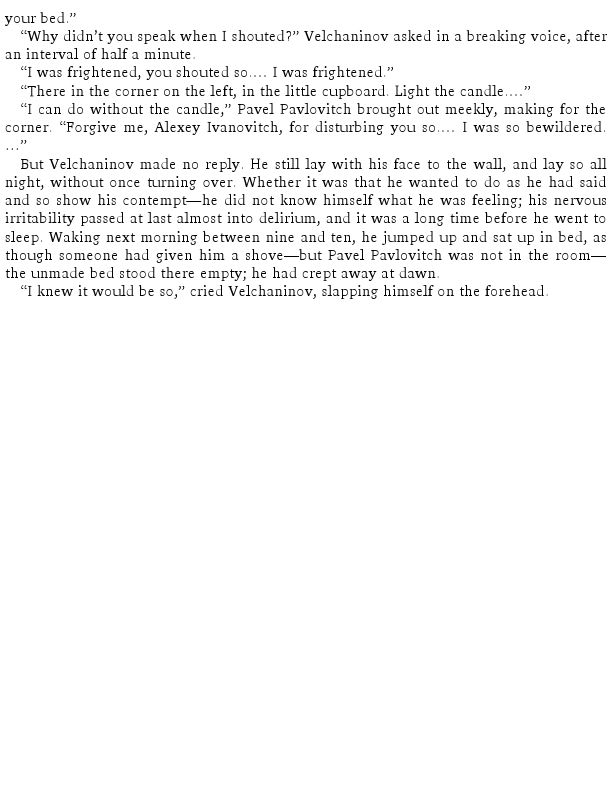 your bed.”
“Why didn’t you speak when I shouted?” Velchaninov asked in a breaking voice, after
an interval of half a minute.
“I was frightened, you shouted so.... I was frightened.”
“There in the corner on the left, in the little cupboard. Light the candle....”
“I can do without the candle,” Pavel Pavlovitch brought out meekly, making for the
corner. “Forgive me, Alexey Ivanovitch, for disturbing you so.... I was so bewildered.
...”
But Velchaninov made no reply. He still lay with his face to the wall, and lay so all
night, without once turning over. Whether it was that he wanted to do as he had said
and so show his contempt—he did not know himself what he was feeling; his nervous
irritability passed at last almost into delirium, and it was a long time before he went to
sleep. Waking next morning between nine and ten, he jumped up and sat up in bed, as
though someone had given him a shove—but Pavel Pavlovitch was not in the room—
the unmade bed stood there empty; he had crept away at dawn.
“I knew it would be so,” cried Velchaninov, slapping himself on the forehead.